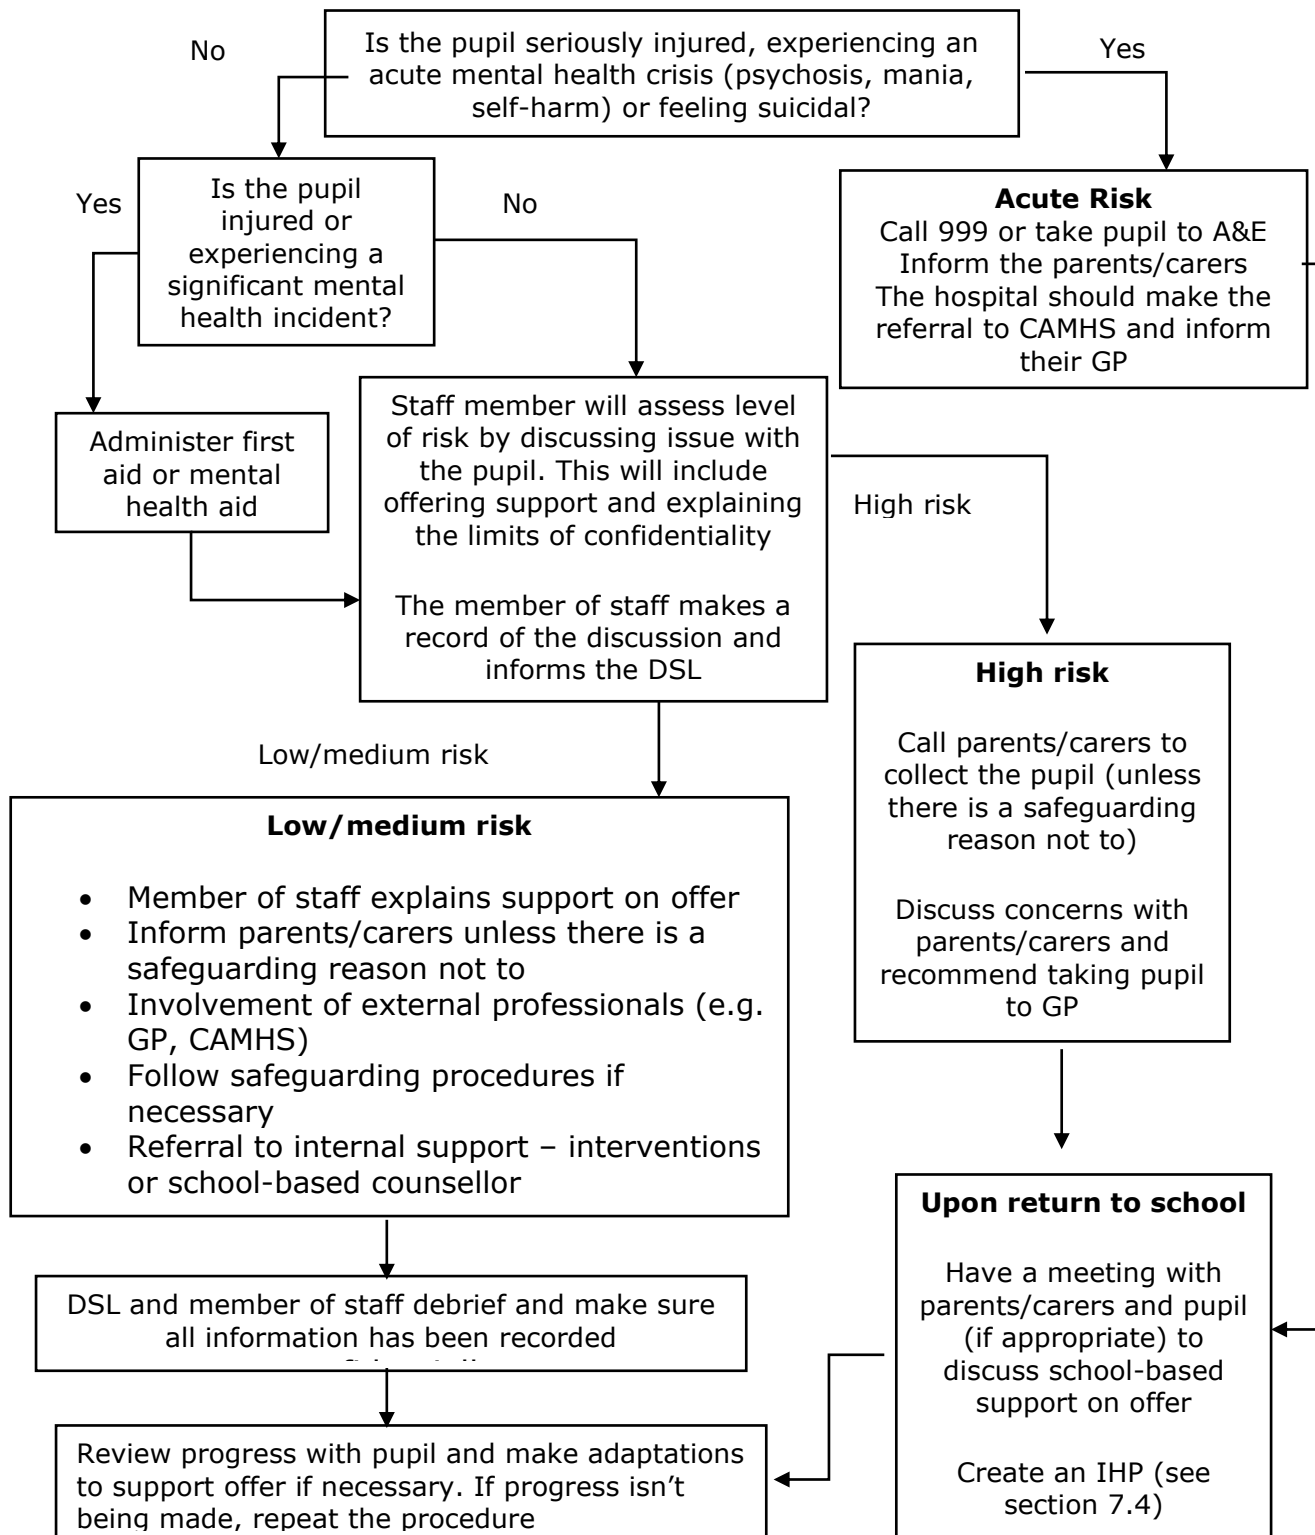 No
Is the pupil seriously injured, experiencing an
acute mental health crisis (psychosis, mania,
self-harm) or feeling suicidal?
Yes
Yes
Is the pupil
injured or
experiencing a
significant mental
health incident?
No
Acute Risk
Call 999 or take pupil to A&E
Inform the parents/carers
The hospital should make the
referral to CAMHS and inform
their GP
Administer first
aid or mental
health aid
Staff member will assess level
of risk by discussing issue with
the pupil. This will include
offering support and explaining
the limits of confidentiality
The member of staff makes a
record of the discussion and
informs the DSL
High risk
High risk
Call parents/carers to
collect the pupil (unless
there is a safeguarding
reason not to)
Discuss concerns with
parents/carers and
recommend taking pupil
to GP
Low/medium risk
Low/medium risk
• Member of staff explains support on offer
• Inform parents/carers unless there is a
safeguarding reason not to
• Involvement of external professionals (e.g.
GP, CAMHS)
• Follow safeguarding procedures if
necessary
• Referral to internal support – interventions
or school-based counsellor
Upon return to school
Have a meeting with
parents/carers and pupil
(if appropriate) to
discuss school-based
support on offer
Create an IHP (see
section 7.4)
DSL and member of staff debrief and make sure
all information has been recorded
Review progress with pupil and make adaptations
to support offer if necessary. If progress isn't
being made, repeat the procedure